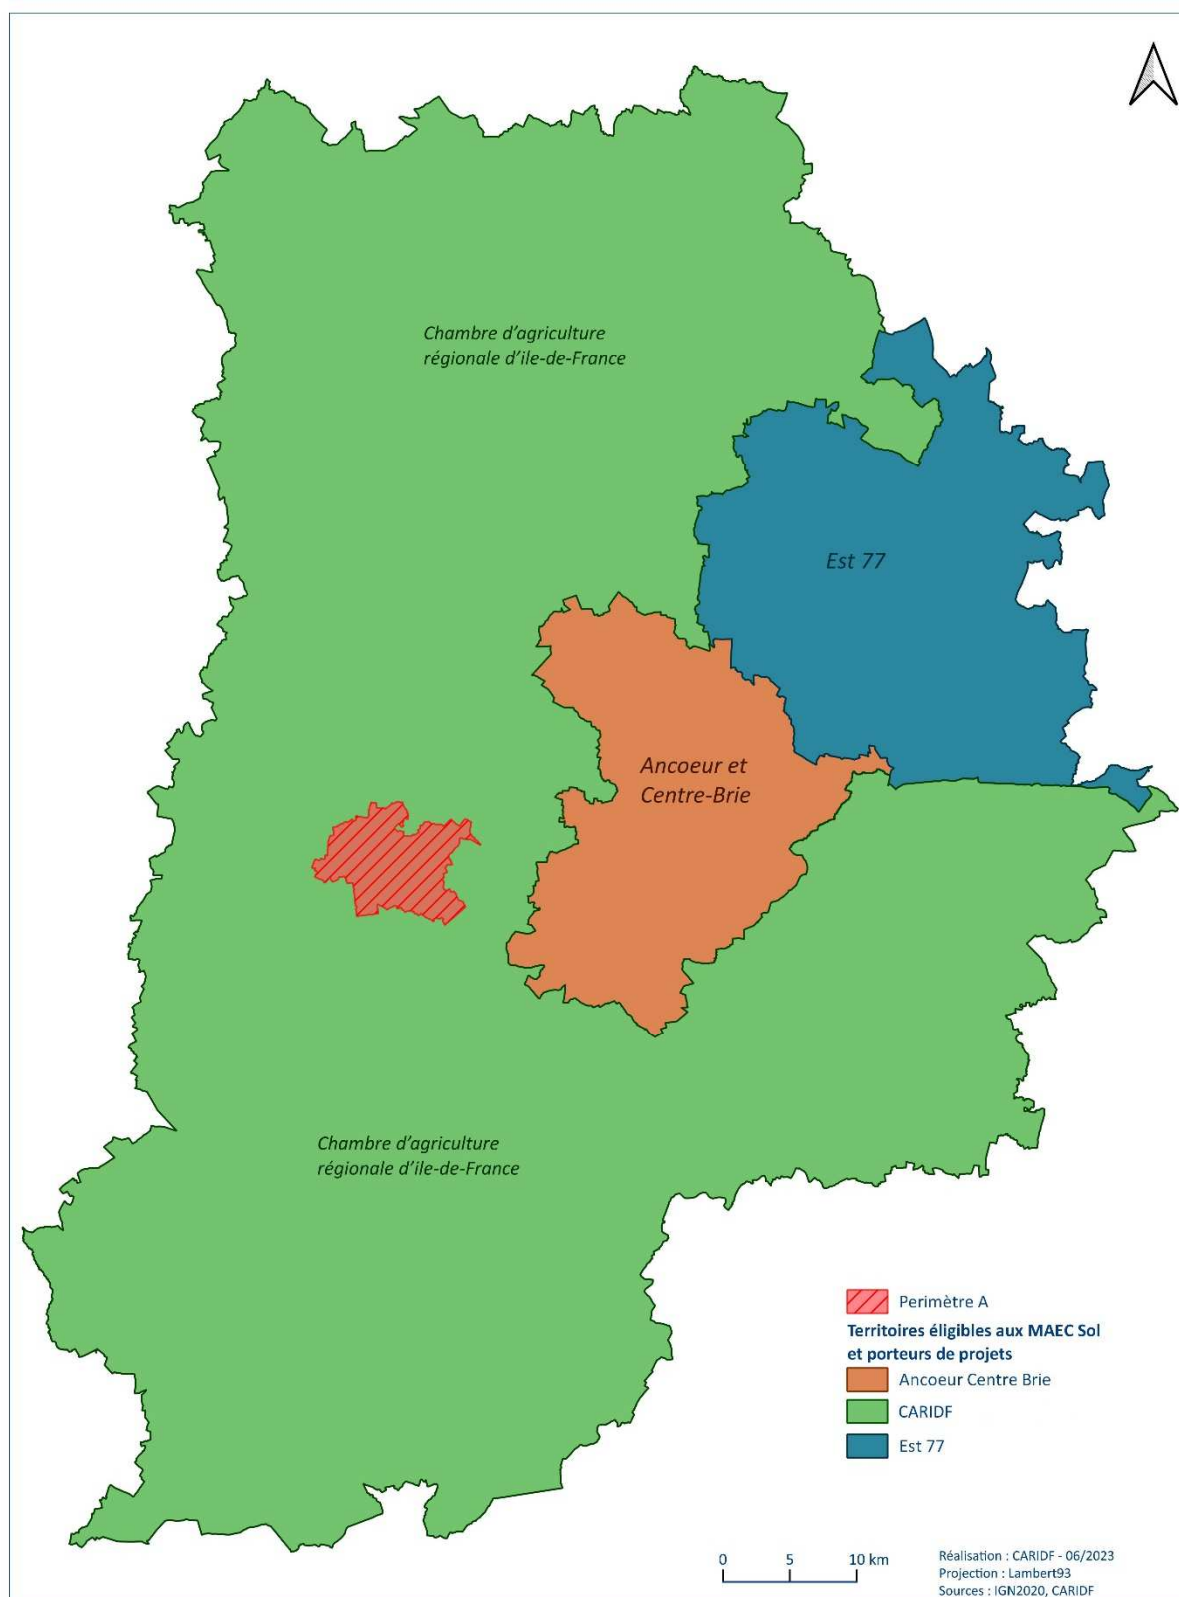 Chambre d'agriculture
régionale d'ile-de-France
Est 77
Ancoeur et
Centre-Brie
Chambre d'agriculture
régionale d'ile-de-France
Perimètre A
Territoires éligibles aux MAEC Sol
et porteurs de projets
Ancoeur Centre Brie
CARIDF
Est 77
0 5 10 km
Réalisation : CARIDF - 06/2023
Projection : Lambert93
Sources : IGN2020, CARIDF